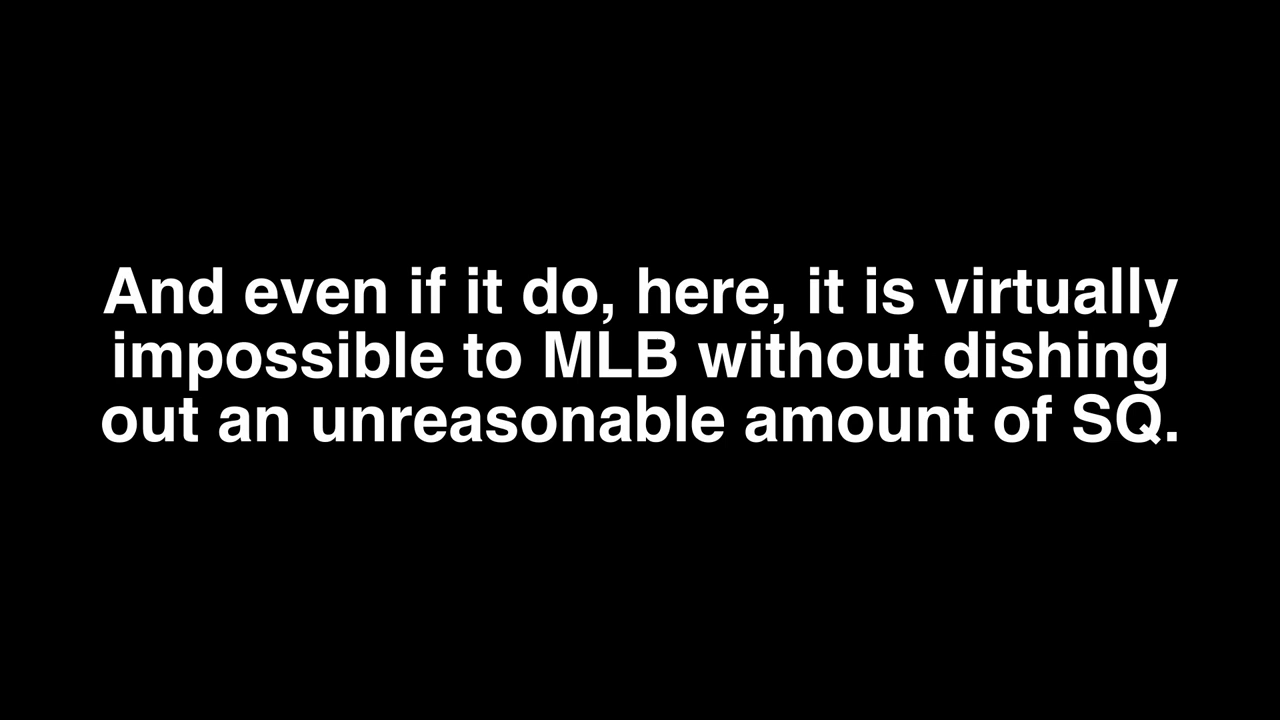 And even if it do, here, it is virtually
impossible to MLB without dishing
out an unreasonable amount of SQ.